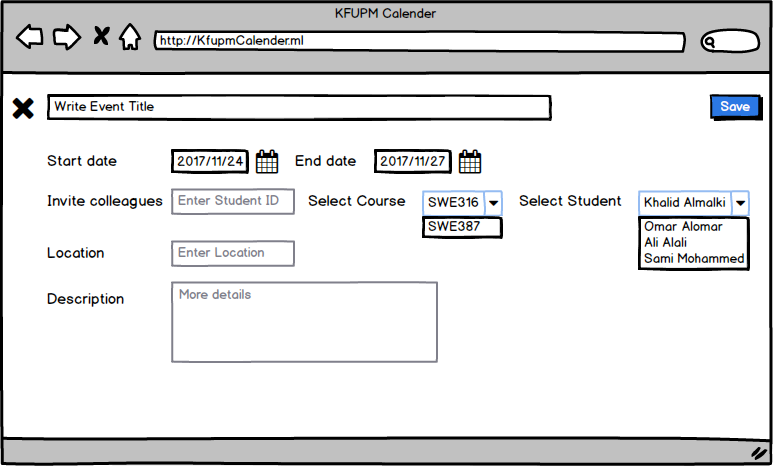 KFUPM Calender
http://KfupmCalender.ml
Write Event Title
Save
Start date 2017/11/24 End date 2017/11/27
Invite colleagues Enter Student ID Select Course SWE316 Select Student Khalid Almalki
SWE387
Omar Alomar
Ali Alali
Sami Mohammed
Location Enter Location
Description More details